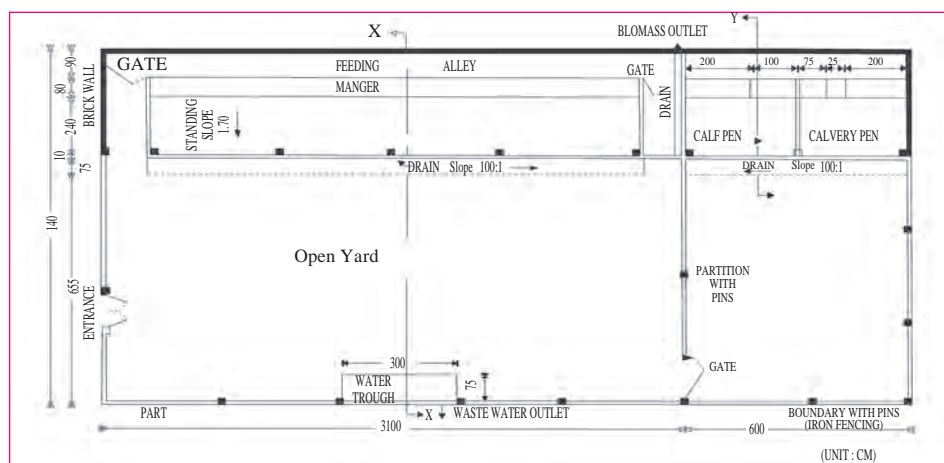 X
Y
BLOMASS OUTLET
200
100
75
25
200
GATE
FEEDING ALLEY
GATE
MANGER
BRICK WALL
DRAIN
STANDING
SLOPE
1.70
CALF PEN
CALVERY PEN
DRAIN Slope 100:1
DRAIN Slope 100:1
90
80
240
10
75
140
655
Open Yard
PARTITION
WITH
PINS
ENTRANCE
300
WATER
TROUGH
75
GATE
PART
X
WASTE WATER OUTLET
BOUNDARY WITH PINS
(IRON FENCING)
3100
600
(UNIT : CM)